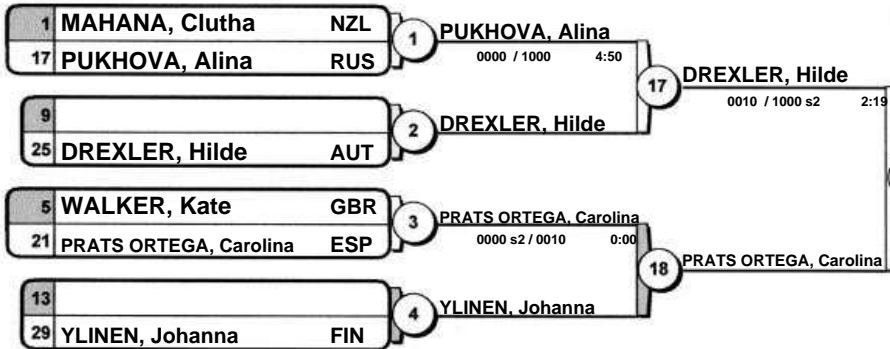 1 MAHANA, Clutha NZL
17 PUKHOVA, Alina RUS
1
PUKHOVA, Alina
0000 / 1000 4:50
9
25 DREXLER, Hilde AUT
2
DREXLER, Hilde
17
DREXLER, Hilde
0010 / 1000 s2 2:19
5 WALKER, Kate GBR
21 PRATS ORTEGA, Carolina ESP
3
PRATS ORTEGA, Carolina
0000 s2 / 0010 0:00
13
29 YLINEN, Johanna FIN
4
YLINEN, Johanna
18
PRATS ORTEGA, Carolina